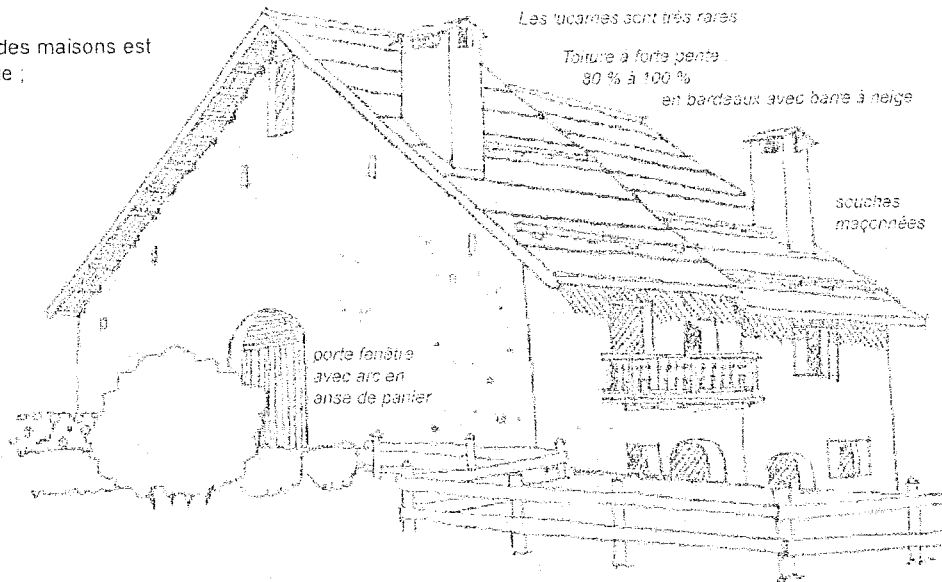 des maisons est
e ;
Les lucarnes sont très rares
Toiture à forte pente :
80 % à 100 %
en bardeaux avec barre à neige
souches
maçonnées
porte fenêtre
avec arc en
anse de panier